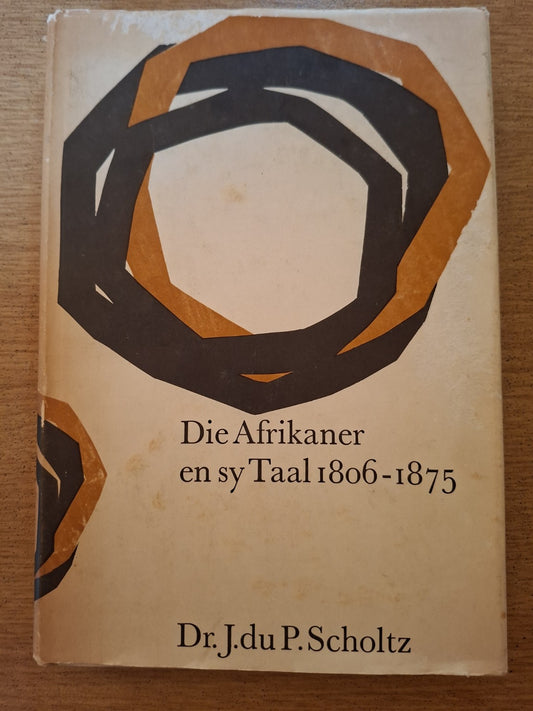 Die Afrikaner
en sy Taal 1806-1875
Dr. J. du P. Scholtz